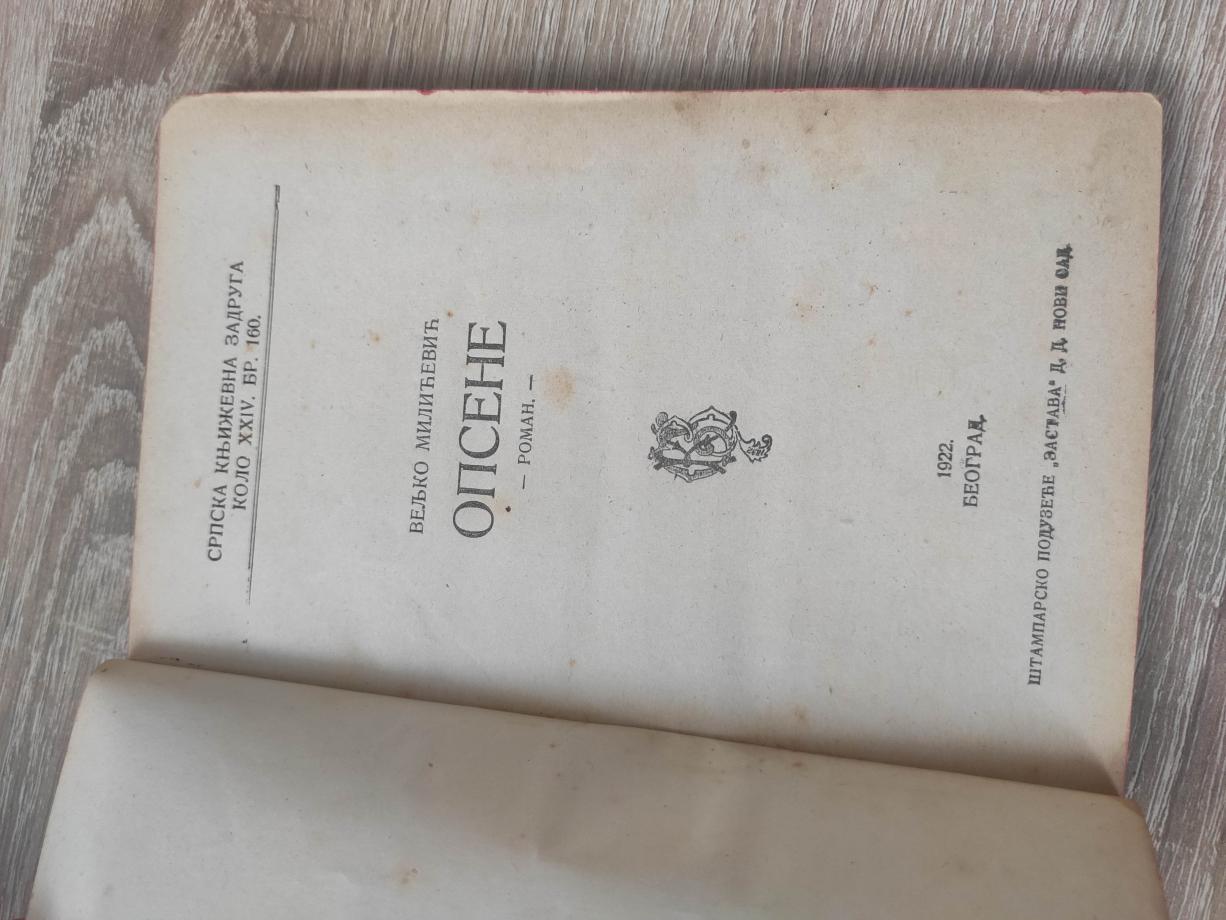 СРПСКА КЊИЖЕВНА ЗАДРУГА
КОЛО XXIV. БР. 160.
ВЕЉКО МИЛИЋЕВИЋ
ОПСЕНЕ
— РОМАН. —
1922.
БЕОГРАД.
ШТАМПАРСКО ПОДУЗЕЋЕ „ЗАСТАВА“ Д. Д. НОВИ САД.